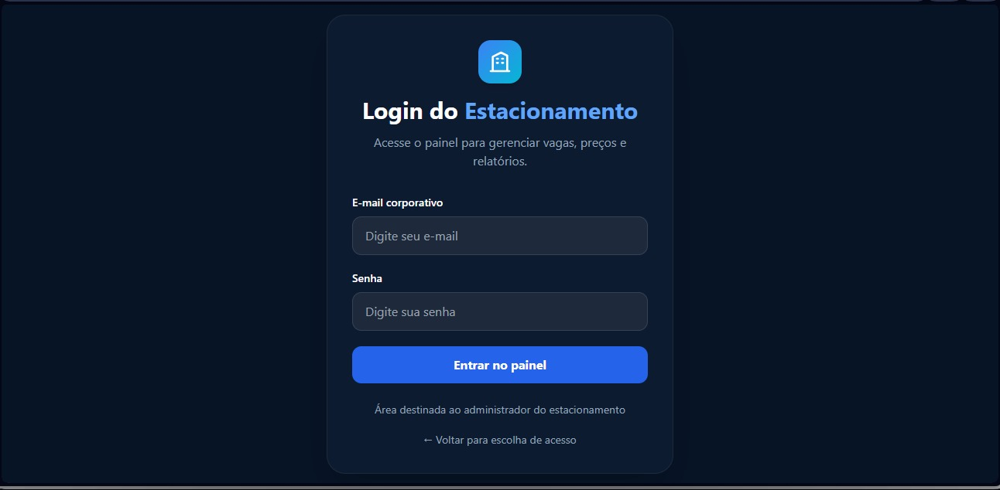 Login do Estacionamento
Acesse o painel para gerenciar vagas, preços e
relatórios.
E-mail corporativo
Digite seu e-mail
Senha
Digite sua senha
Entrar no painel
Área destinada ao administrador do estacionamento
← Voltar para escolha de acesso